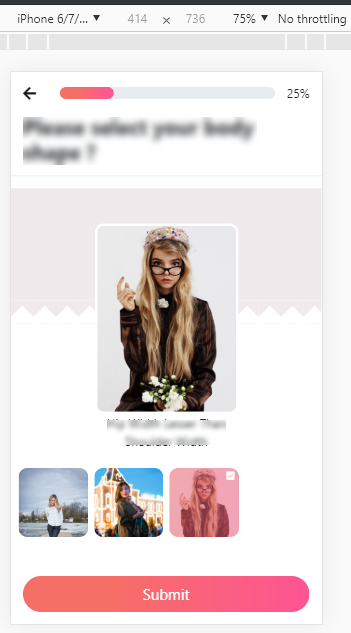 iPhone 6/7/... ▼ 414 × 736 75% ▼ No throttling
25%
Please select your body
shape ?
Hip Width Lesser Than
Shoulder Width
Submit